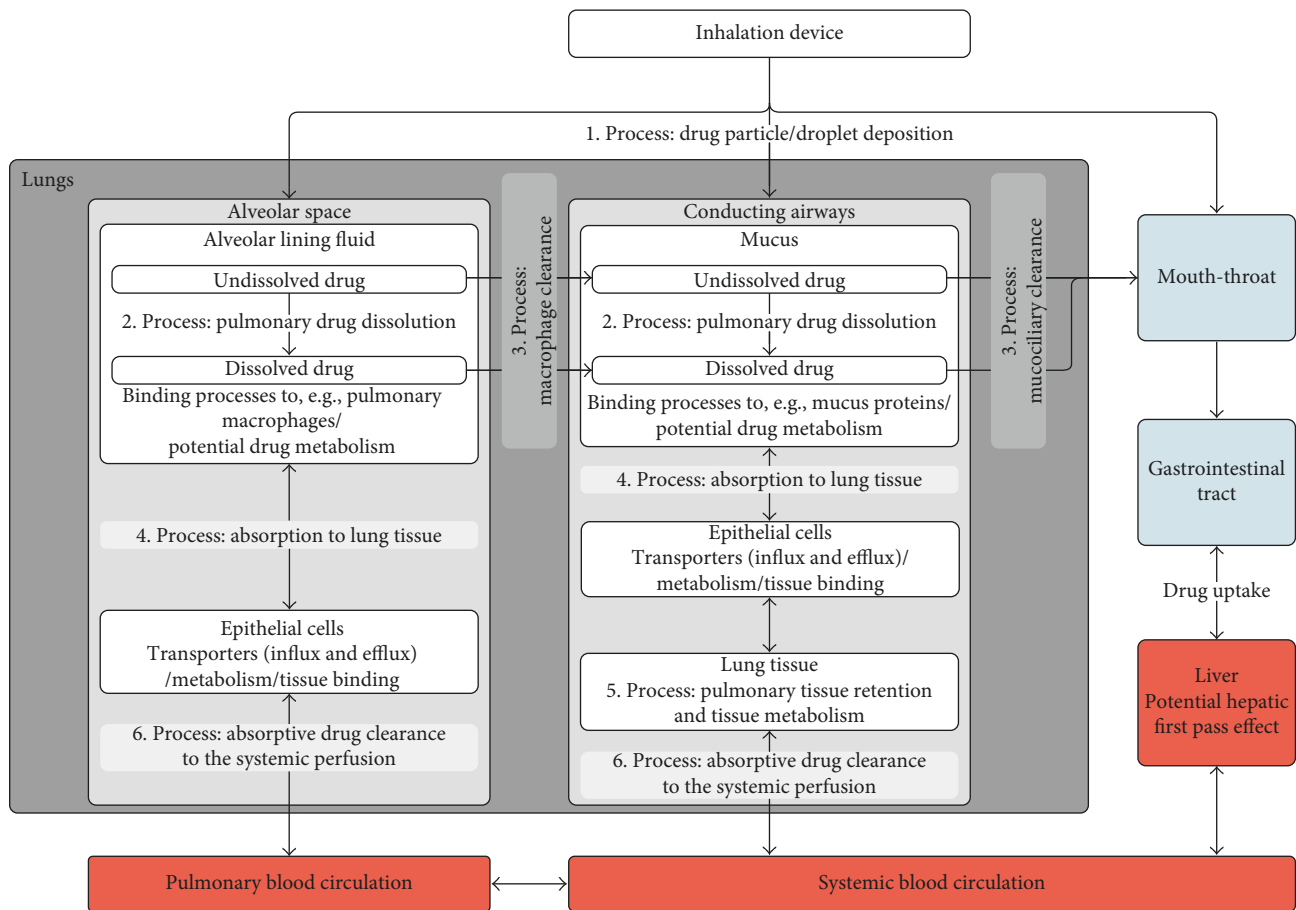 Inhalation device
1. Process: drug particle/droplet deposition
Lungs
Alveolar space
Alveolar lining fluid
Undissolved drug
2. Process: pulmonary drug dissolution
Dissolved drug
Binding processes to, e.g., pulmonary
macrophages/
potential drug metabolism
4. Process: absorption to lung tissue
Epithelial cells
Transporters (influx and efflux)
/metabolism/tissue binding
6. Process: absorptive drug clearance
to the systemic perfusion
3. Process:
macrophage clearance
Conducting airways
Mucus
Undissolved drug
2. Process: pulmonary drug dissolution
Dissolved drug
Binding processes to, e.g., mucus proteins/
potential drug metabolism
4. Process: absorption to lung tissue
Epithelial cells
Transporters (influx and efflux)/
metabolism/tissue binding
Lung tissue
5. Process: pulmonary tissue retention
and tissue metabolism
6. Process: absorptive drug clearance
to the systemic perfusion
3. Process:
mucociliary clearance
Mouth-throat
Gastrointestinal
tract
Drug uptake
Liver
Potential hepatic
first pass effect
Pulmonary blood circulation
Systemic blood circulation